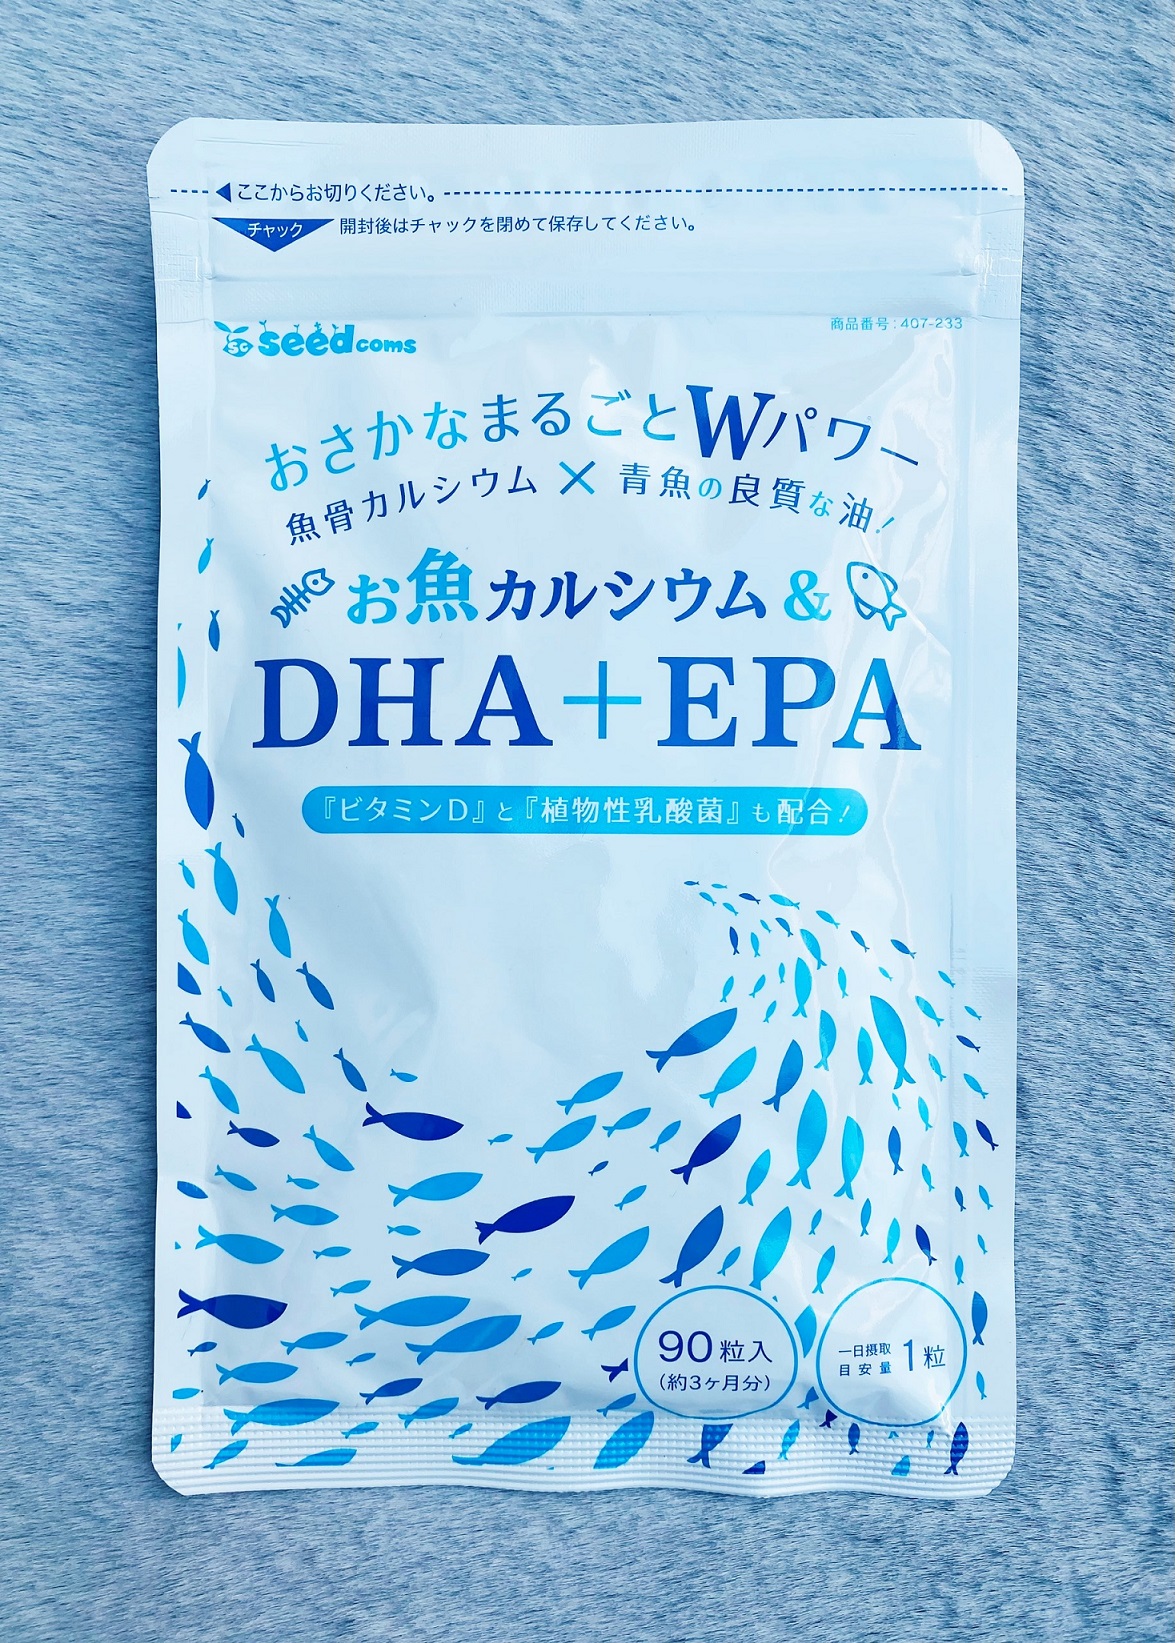 ここからお切りください。
チャック 開封後はチャックを閉めて保存してください。
商品番号:407-233
SC seedcoms
おさかなまるごとWパワー
魚骨カルシウム×青魚の良質な油!
お魚カルシウム&
DHA+EPA
『ビタミンD』と『植物性乳酸菌』も配合!
90粒入
(約3ヶ月分)
一日摂取
目安量
1粒